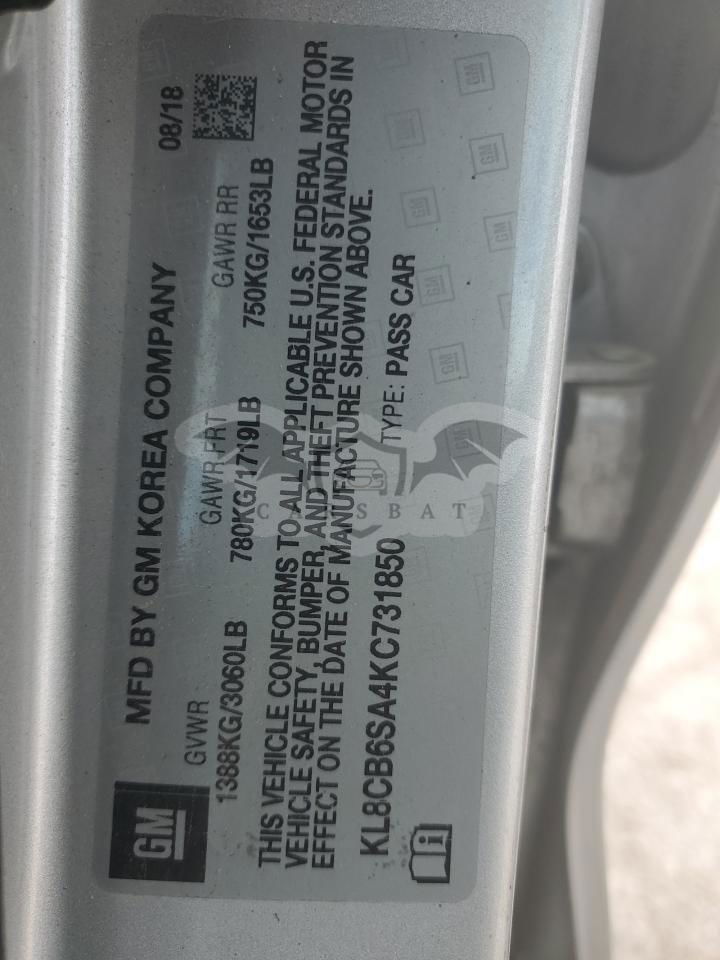 GM
MFD BY GM KOREA COMPANY 08/18
GVWR GAWR FRT GAWR RR
1388KG/3060LB 780KG/1719LB 750KG/1653LB
THIS VEHICLE CONFORMS TO ALL APPLICABLE U.S. FEDERAL MOTOR
VEHICLE SAFETY, BUMPER, AND THEFT PREVENTION STANDARDS IN
EFFECT ON THE DATE OF MANUFACTURE SHOWN ABOVE.
KL8CB6SA4KC731850 TYPE: PASS CAR
CARSBAT